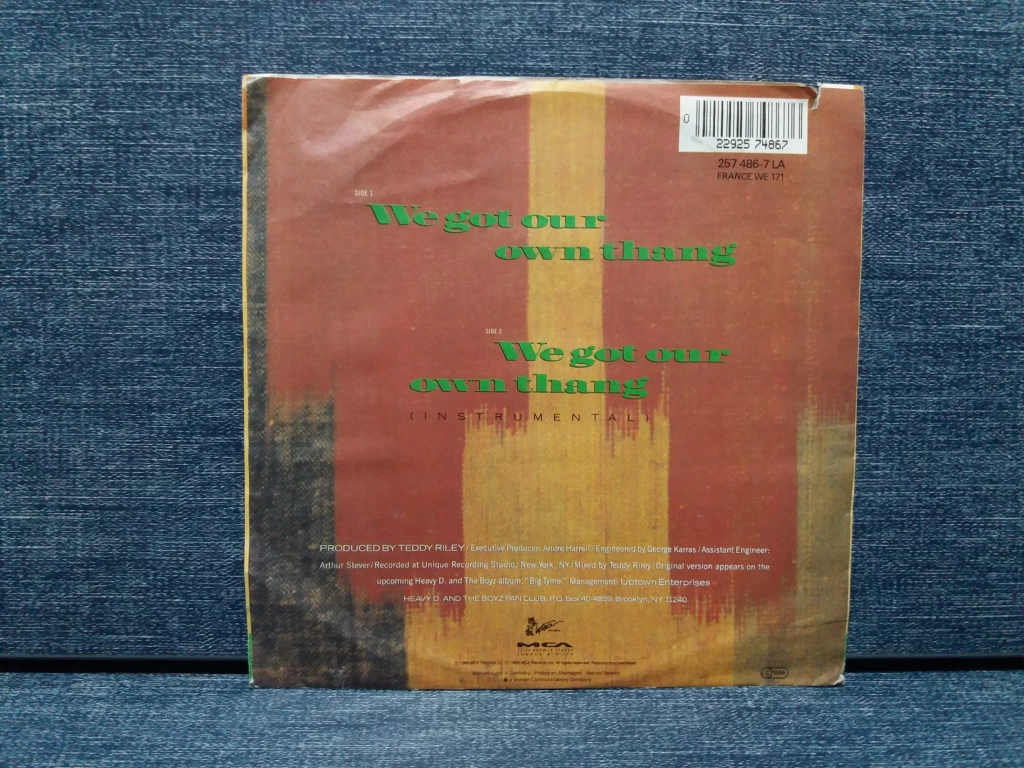 0
22925 74867
257 486-7 LA
FRANCE WE 171
SIDE 1
We got our
own thang
SIDE 2
We got our
own thang
(INSTRUMENTAL)
PRODUCED BY TEDDY RILEY/Executive Producer: Andre Harrell/Engineered by George Karras/Assistant Engineer:
Arthur Stever/Recorded at Unique Recording Studio, New York, NY/Mixed by Teddy Riley/Original version appears on the
upcoming Heavy D. and The Boyz album, "Big Tyme." Management: Uptown Enterprises
HEAVY D. AND THE BOYZ FAN CLUB, P.O. Box 40-4859, Brooklyn, N.Y. 11240
MCA